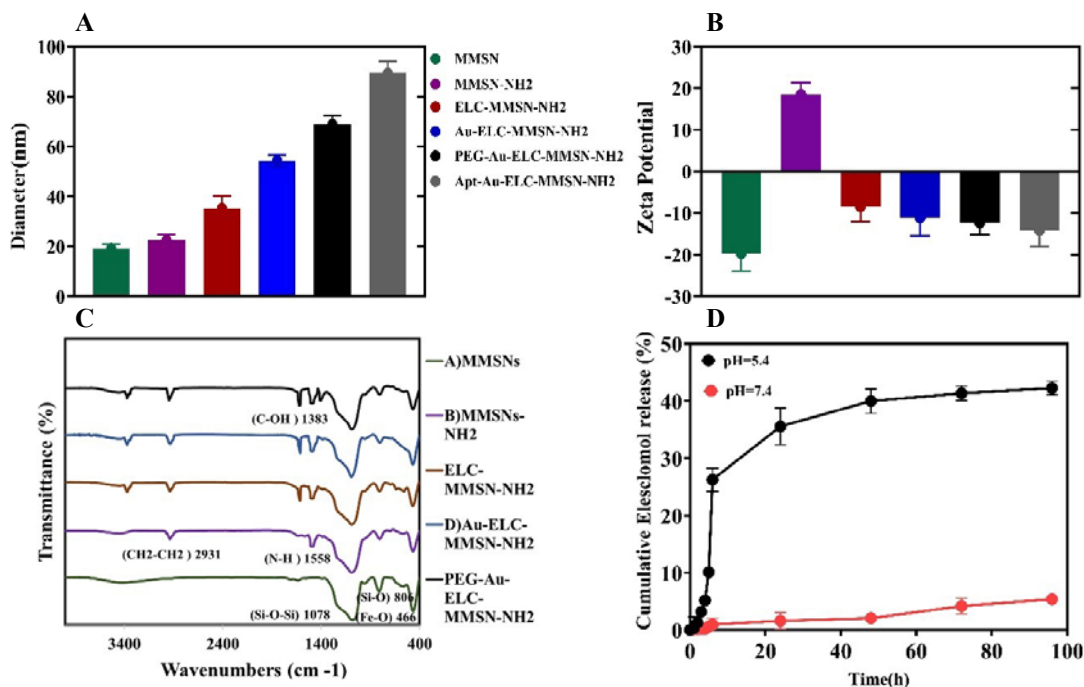 A
100
80
60
40
20
0
Diameter(nm)
MMSN
MMSN-NH2
ELC-MMSN-NH2
Au-ELC-MMSN-NH2
PEG-Au-ELC-MMSN-NH2
Apt-Au-ELC-MMSN-NH2
B
30
20
10
0
-10
-20
-30
Zeta Potential
C
Transmittance (%)
(C-OH ) 1383
(CH2-CH2 ) 2931
(N-H ) 1558
(Si-O) 806
(Si-O-Si) 1078
(Fe-O) 466
3400
2400
1400
400
Wavenumbers (cm -1)
A)MMSNs
B)MMSNs-
NH2
ELC-
MMSN-NH2
D)Au-ELC-
MMSN-NH2
PEG-Au-
ELC-
MMSN-NH2
D
50
40
30
20
10
0
Cumulative Elesclomol release (%)
pH=5.4
pH=7.4
0
20
40
60
80
100
Time(h)